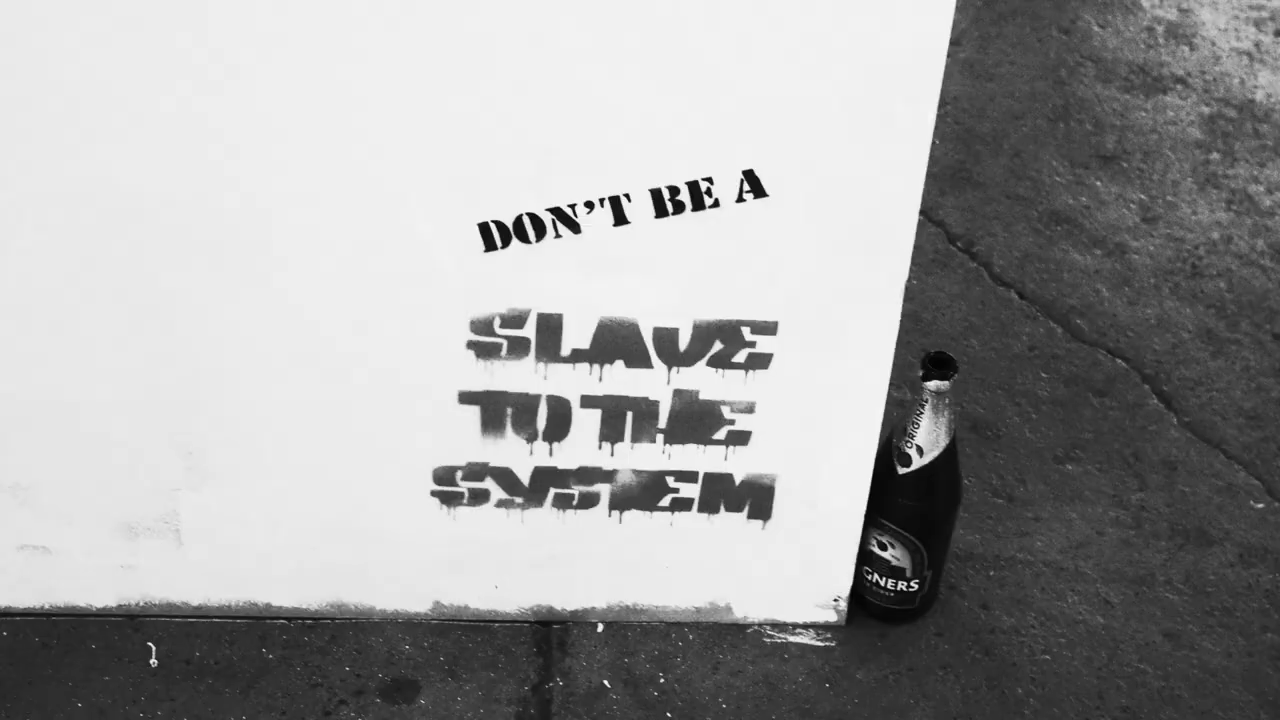 DON'T BE A
SLAVE
TO THE
SYSTEM
ORIGINAL
GNERS